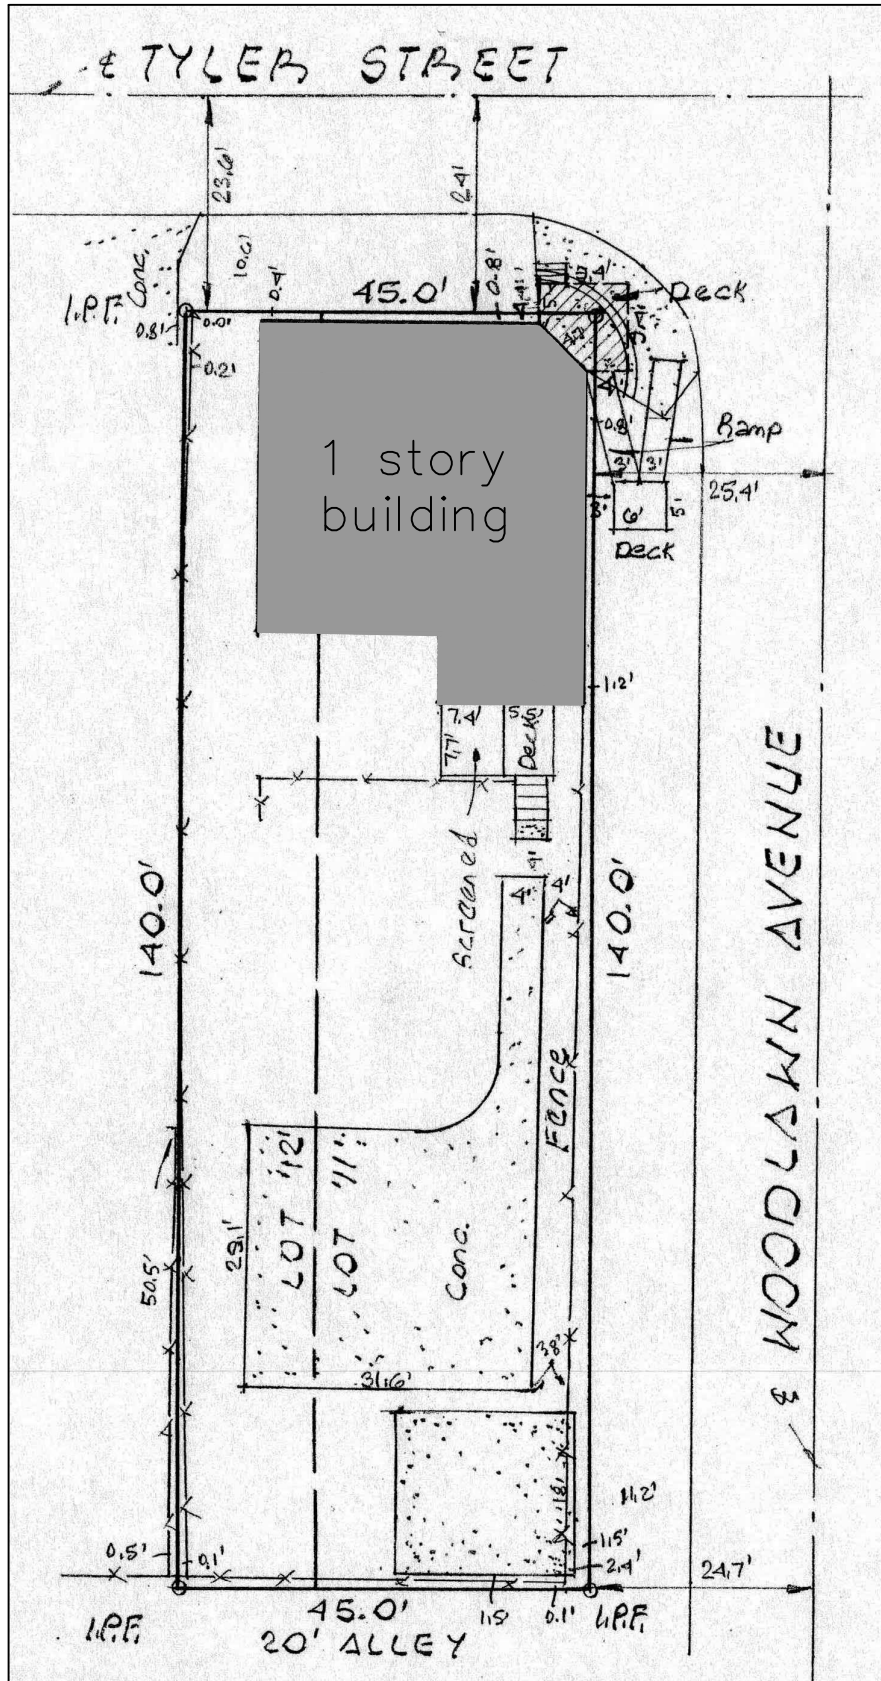 ℄ TYLER STREET
23.6'
24'
Conc.
10.6'
0.4'
45.0'
0.8'
Deck
I.P.F.
0.8'
0.0'
0.2'
1 story
building
0.8'
Ramp
3'
3'
25.4'
3'
6'
5'
Deck
1.2'
7.4'
5.5'
7.7'
Deck
Screened
4'
4'
4'
140.0'
140.0'
WOODLAWN AVENUE
Fence
LOT "12"
LOT "11"
Conc.
29.1'
50.5'
31.6'
3.8'
18'
11.2'
1.5'
2.4'
24.7'
0.5'
0.1'
45.0'
1.5'
0.1'
I.P.F.
I.P.F.
20' ALLEY